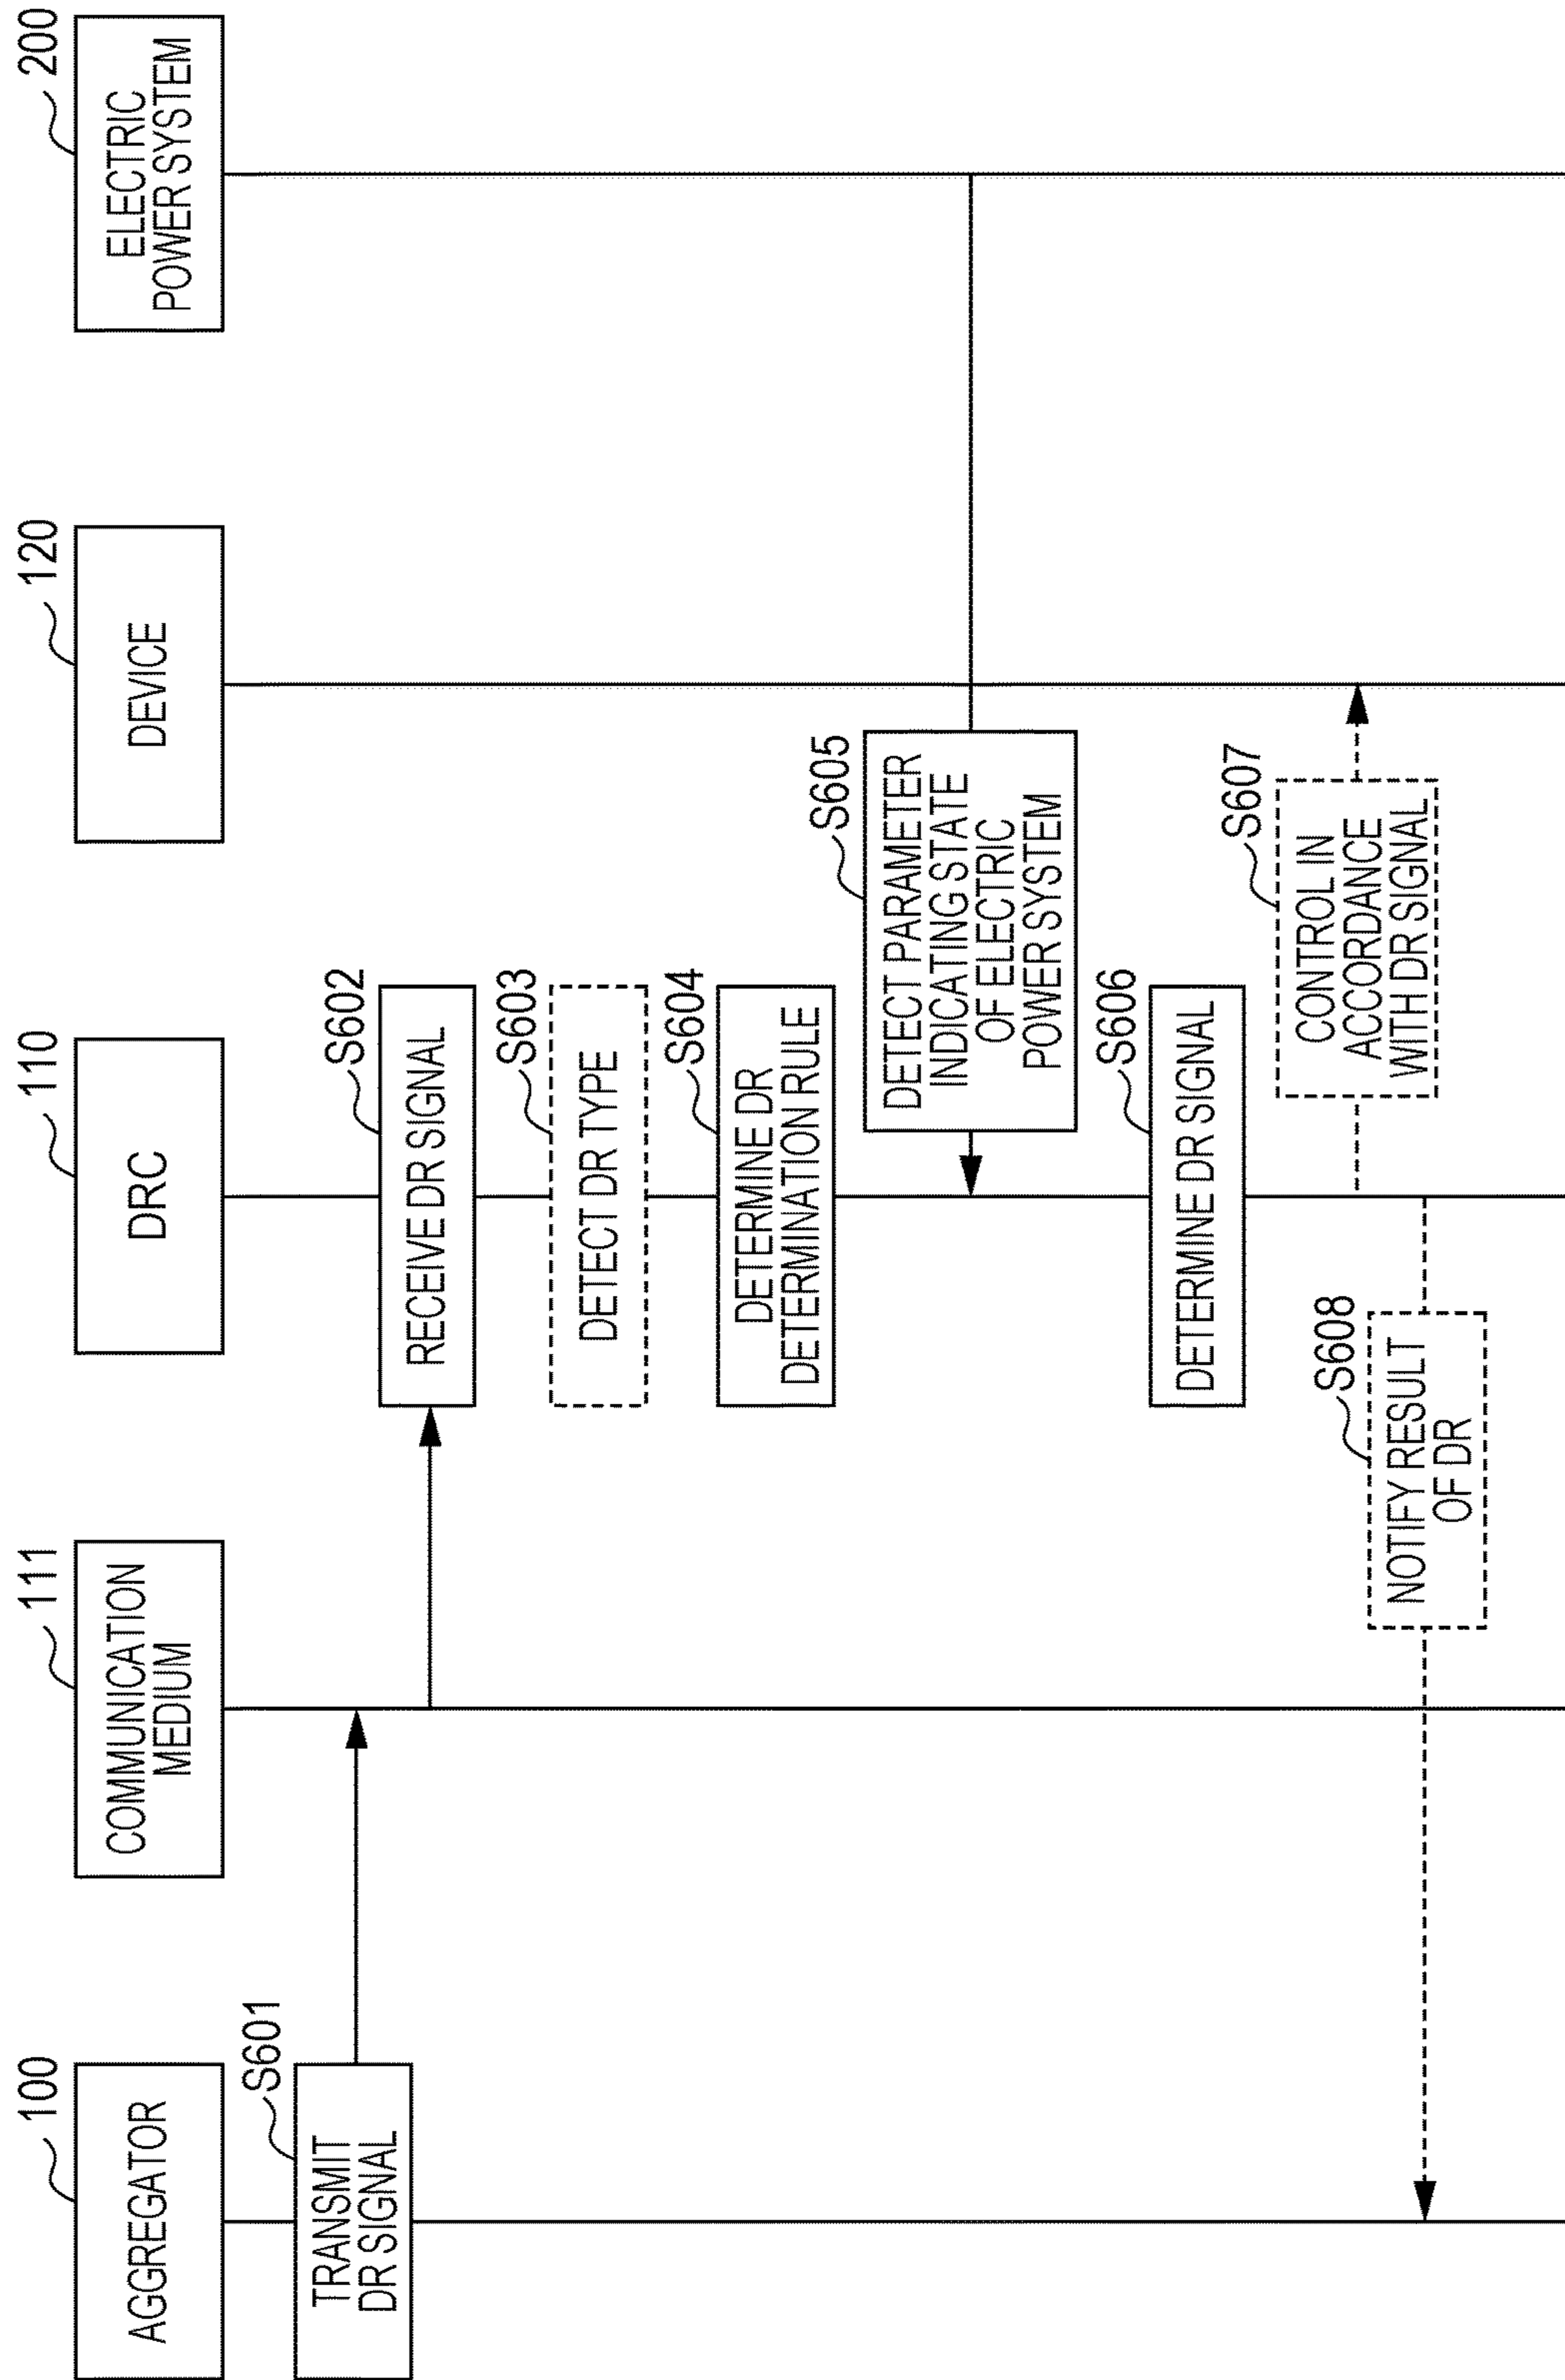 100
AGGREGATOR
111
COMMUNICATION
MEDIUM
110
DRC
120
DEVICE
200
ELECTRIC
POWER SYSTEM
S601
TRANSMIT
DR SIGNAL
S602
RECEIVE DR SIGNAL
S603
DETECT DR TYPE
S604
DETERMINE DR
DETERMINATION RULE
S605
DETECT PARAMETER
INDICATING STATE
OF ELECTRIC
POWER SYSTEM
S606
DETERMINE DR SIGNAL
S607
CONTROL IN
ACCORDANCE
WITH DR SIGNAL
S608
NOTIFY RESULT
OF DR